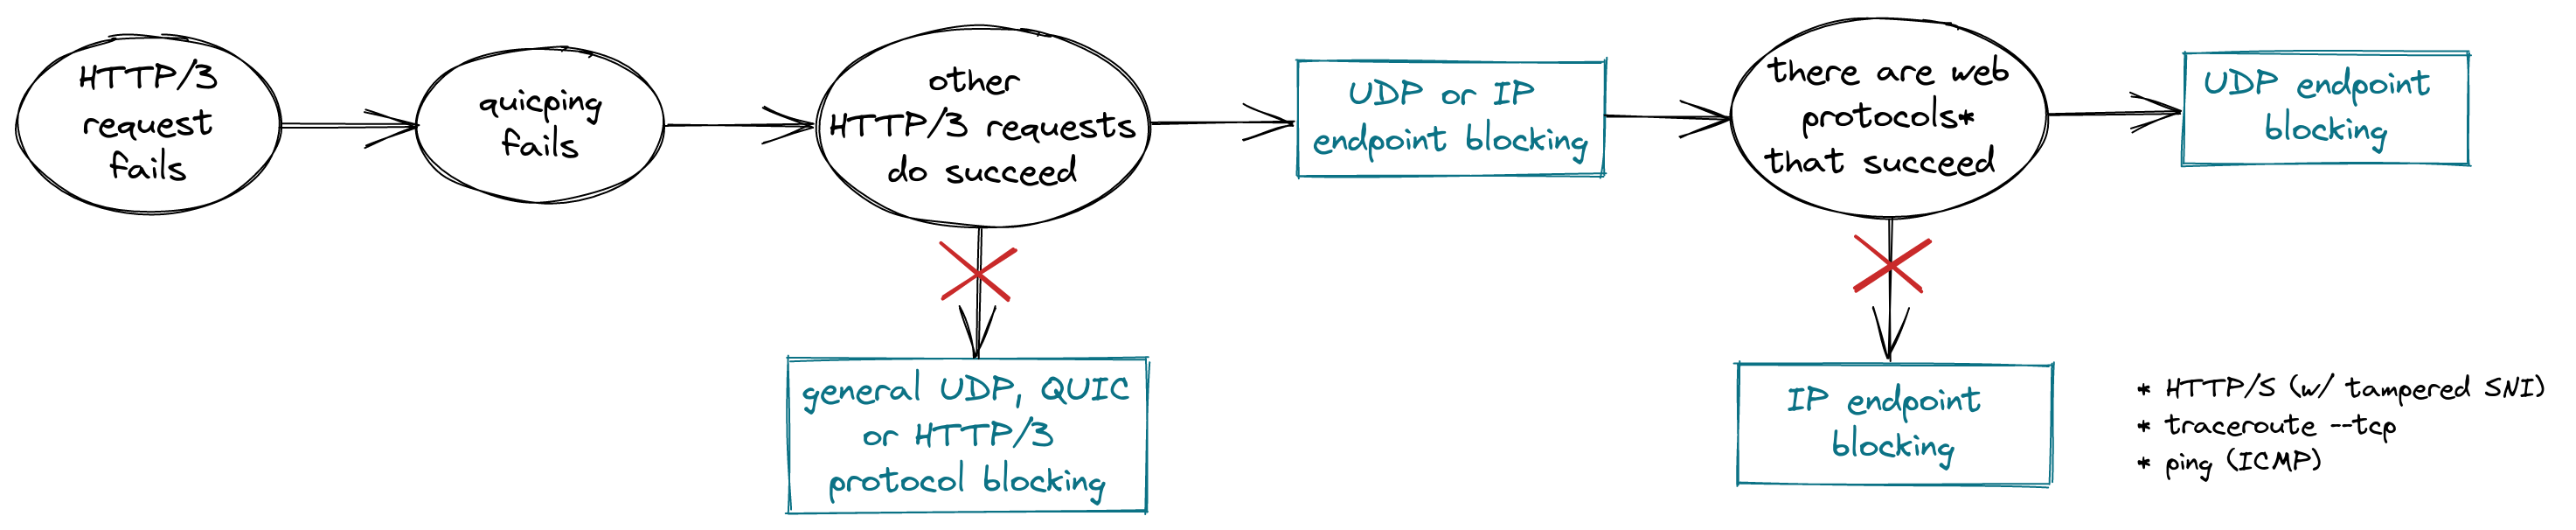 HTTP/3
request
fails
quicping
fails
other
HTTP/3 requests
do succeed
UDP or IP
endpoint blocking
there are web
protocols*
that succeed
UDP endpoint
blocking
general UDP, QUIC
or HTTP/3
protocol blocking
IP endpoint
blocking
* HTTP/S (w/ tampered SNI)
* traceroute --tcp
* ping (ICMP)